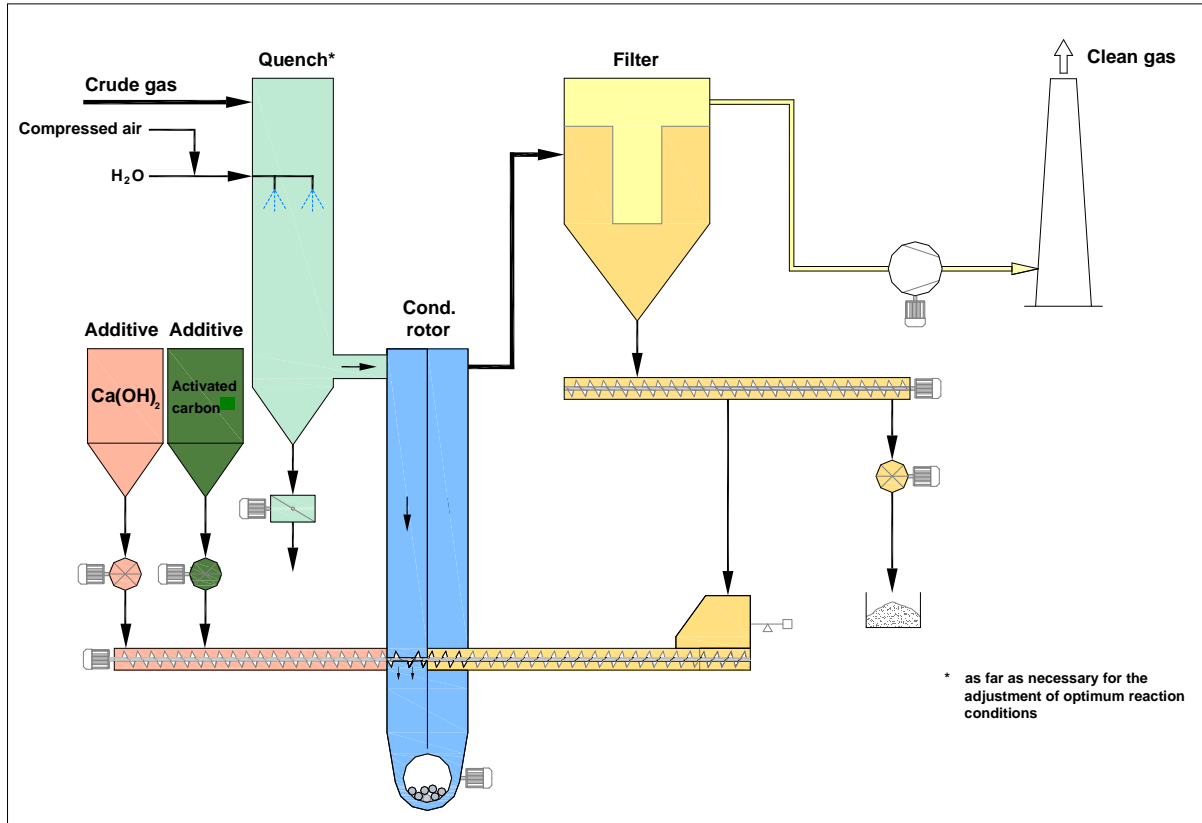 Quench*
Filter
Clean gas
Crude gas
Compressed air
H₂O
Cond.
rotor
Additive
Additive
Ca(OH)₂
Activated
carbon
* as far as necessary for the
adjustment of optimum reaction
conditions